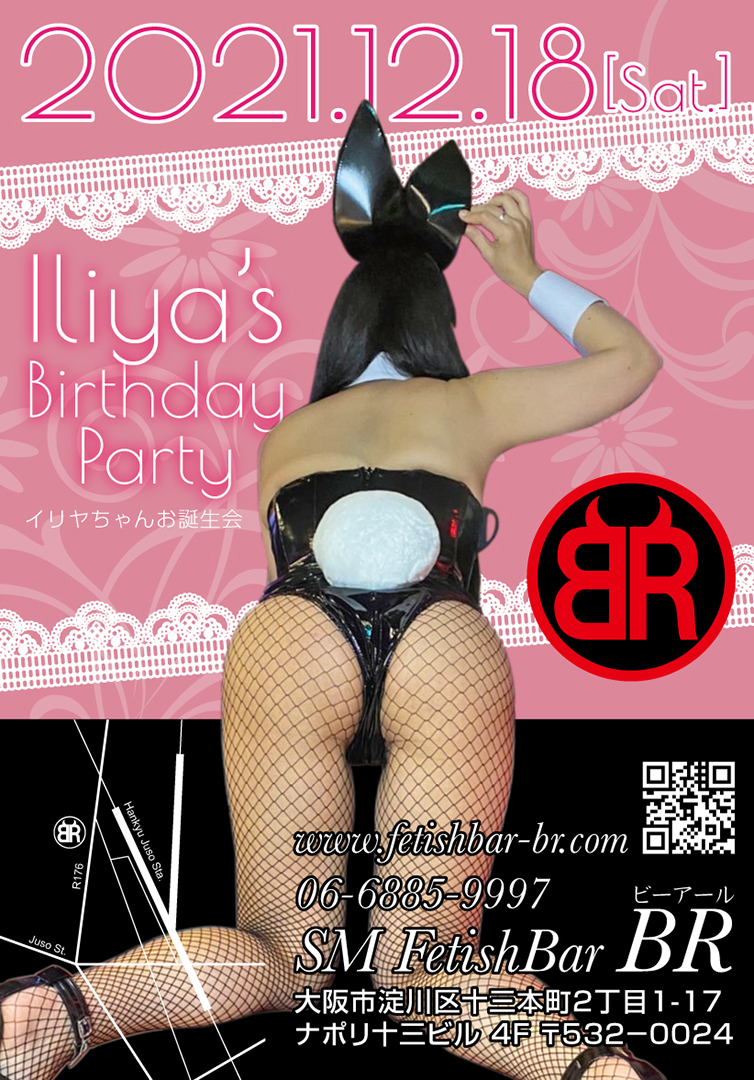 2021.12.18[Sat.]
Iliya's
Birthday
Party
イリヤちゃんお誕生会
BR
BR
Hankyu Juso Sta.
R176
Juso St.
www.fetishbar-br.com
06-6885-9997
ビーアール
SM FetishBar BR
大阪市淀川区十三本町2丁目1-17
ナポリ十三ビル 4F 〒532−0024